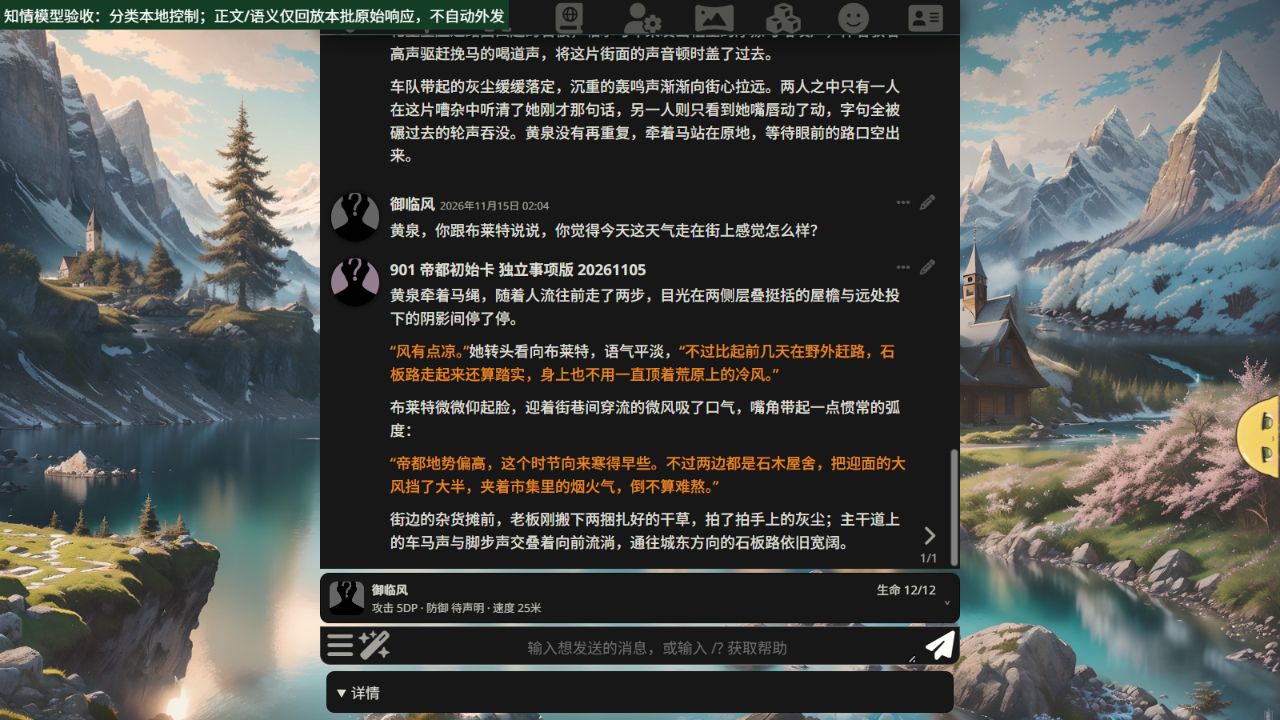 知情模型验收：分类本地控制；正文/语义仅回放本批原始响应，不自动外发
高声驱赶挽马的喝道声，将这片街面的声音顿时盖了过去。
车队带起的灰尘缓缓落定，沉重的轰鸣声渐渐向街心拉远。两人之中只有一人
在这片嘈杂中听清了她刚才那句话，另一人则只看到她嘴唇动了动，字句全被
碾过去的轮声吞没。黄泉没有再重复，牵着马站在原地，等待眼前的路口空出
来。
御临风 2026年11月15日 02:04
黄泉，你跟布莱特说说，你觉得今天这天气走在街上感觉怎么样？
901 帝都初始卡 独立事项版 20261105
黄泉牵着马绳，随着人流往前走了两步，目光在两侧层叠挺括的屋檐与远处投
下的阴影间停了停。
“风有点凉。”她转头看向布莱特，语气平淡，“不过比起前几天在野外赶路，石
板路走起来还算踏实，身上也不用一直顶着荒原上的冷风。”
布莱特微微仰起脸，迎着街巷间穿流的微风吸了口气，嘴角带起一点惯常的弧
度：
“帝都地势偏高，这个时节向来寒得早些。不过两边都是石木屋舍，把迎面的大
风挡了大半，夹着市集里的烟火气，倒不算难熬。”
街边的杂货摊前，老板刚搬下两捆扎好的干草，拍了拍手上的灰尘；主干道上
的车马声与脚步声交叠着向前流淌，通往城东方向的石板路依旧宽阔。
1/1
御临风
生命 12/12
攻击 5DP · 防御 待声明 · 速度 25米
输入想发送的消息，或输入 /? 获取帮助
▼ 详情